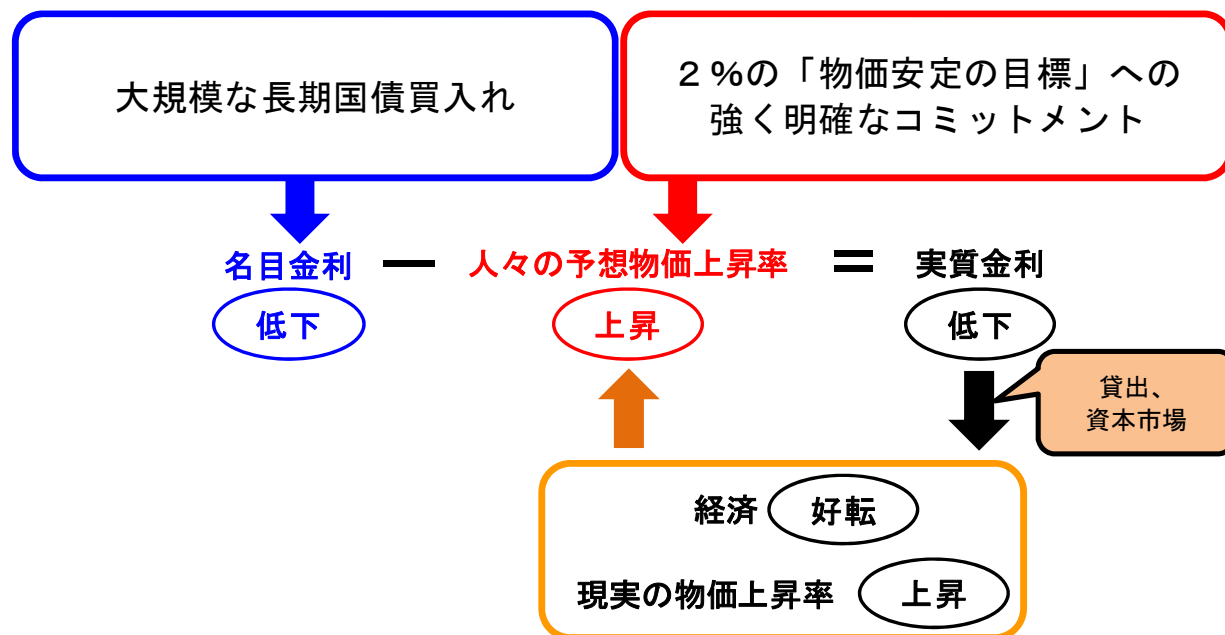 大規模な長期国債買入れ
2%の「物価安定の目標」への
強く明確なコミットメント
名目金利 ー 人々の予想物価上昇率 = 実質金利
低下 上昇 低下
貸出、
資本市場
経済 好転
現実の物価上昇率 上昇